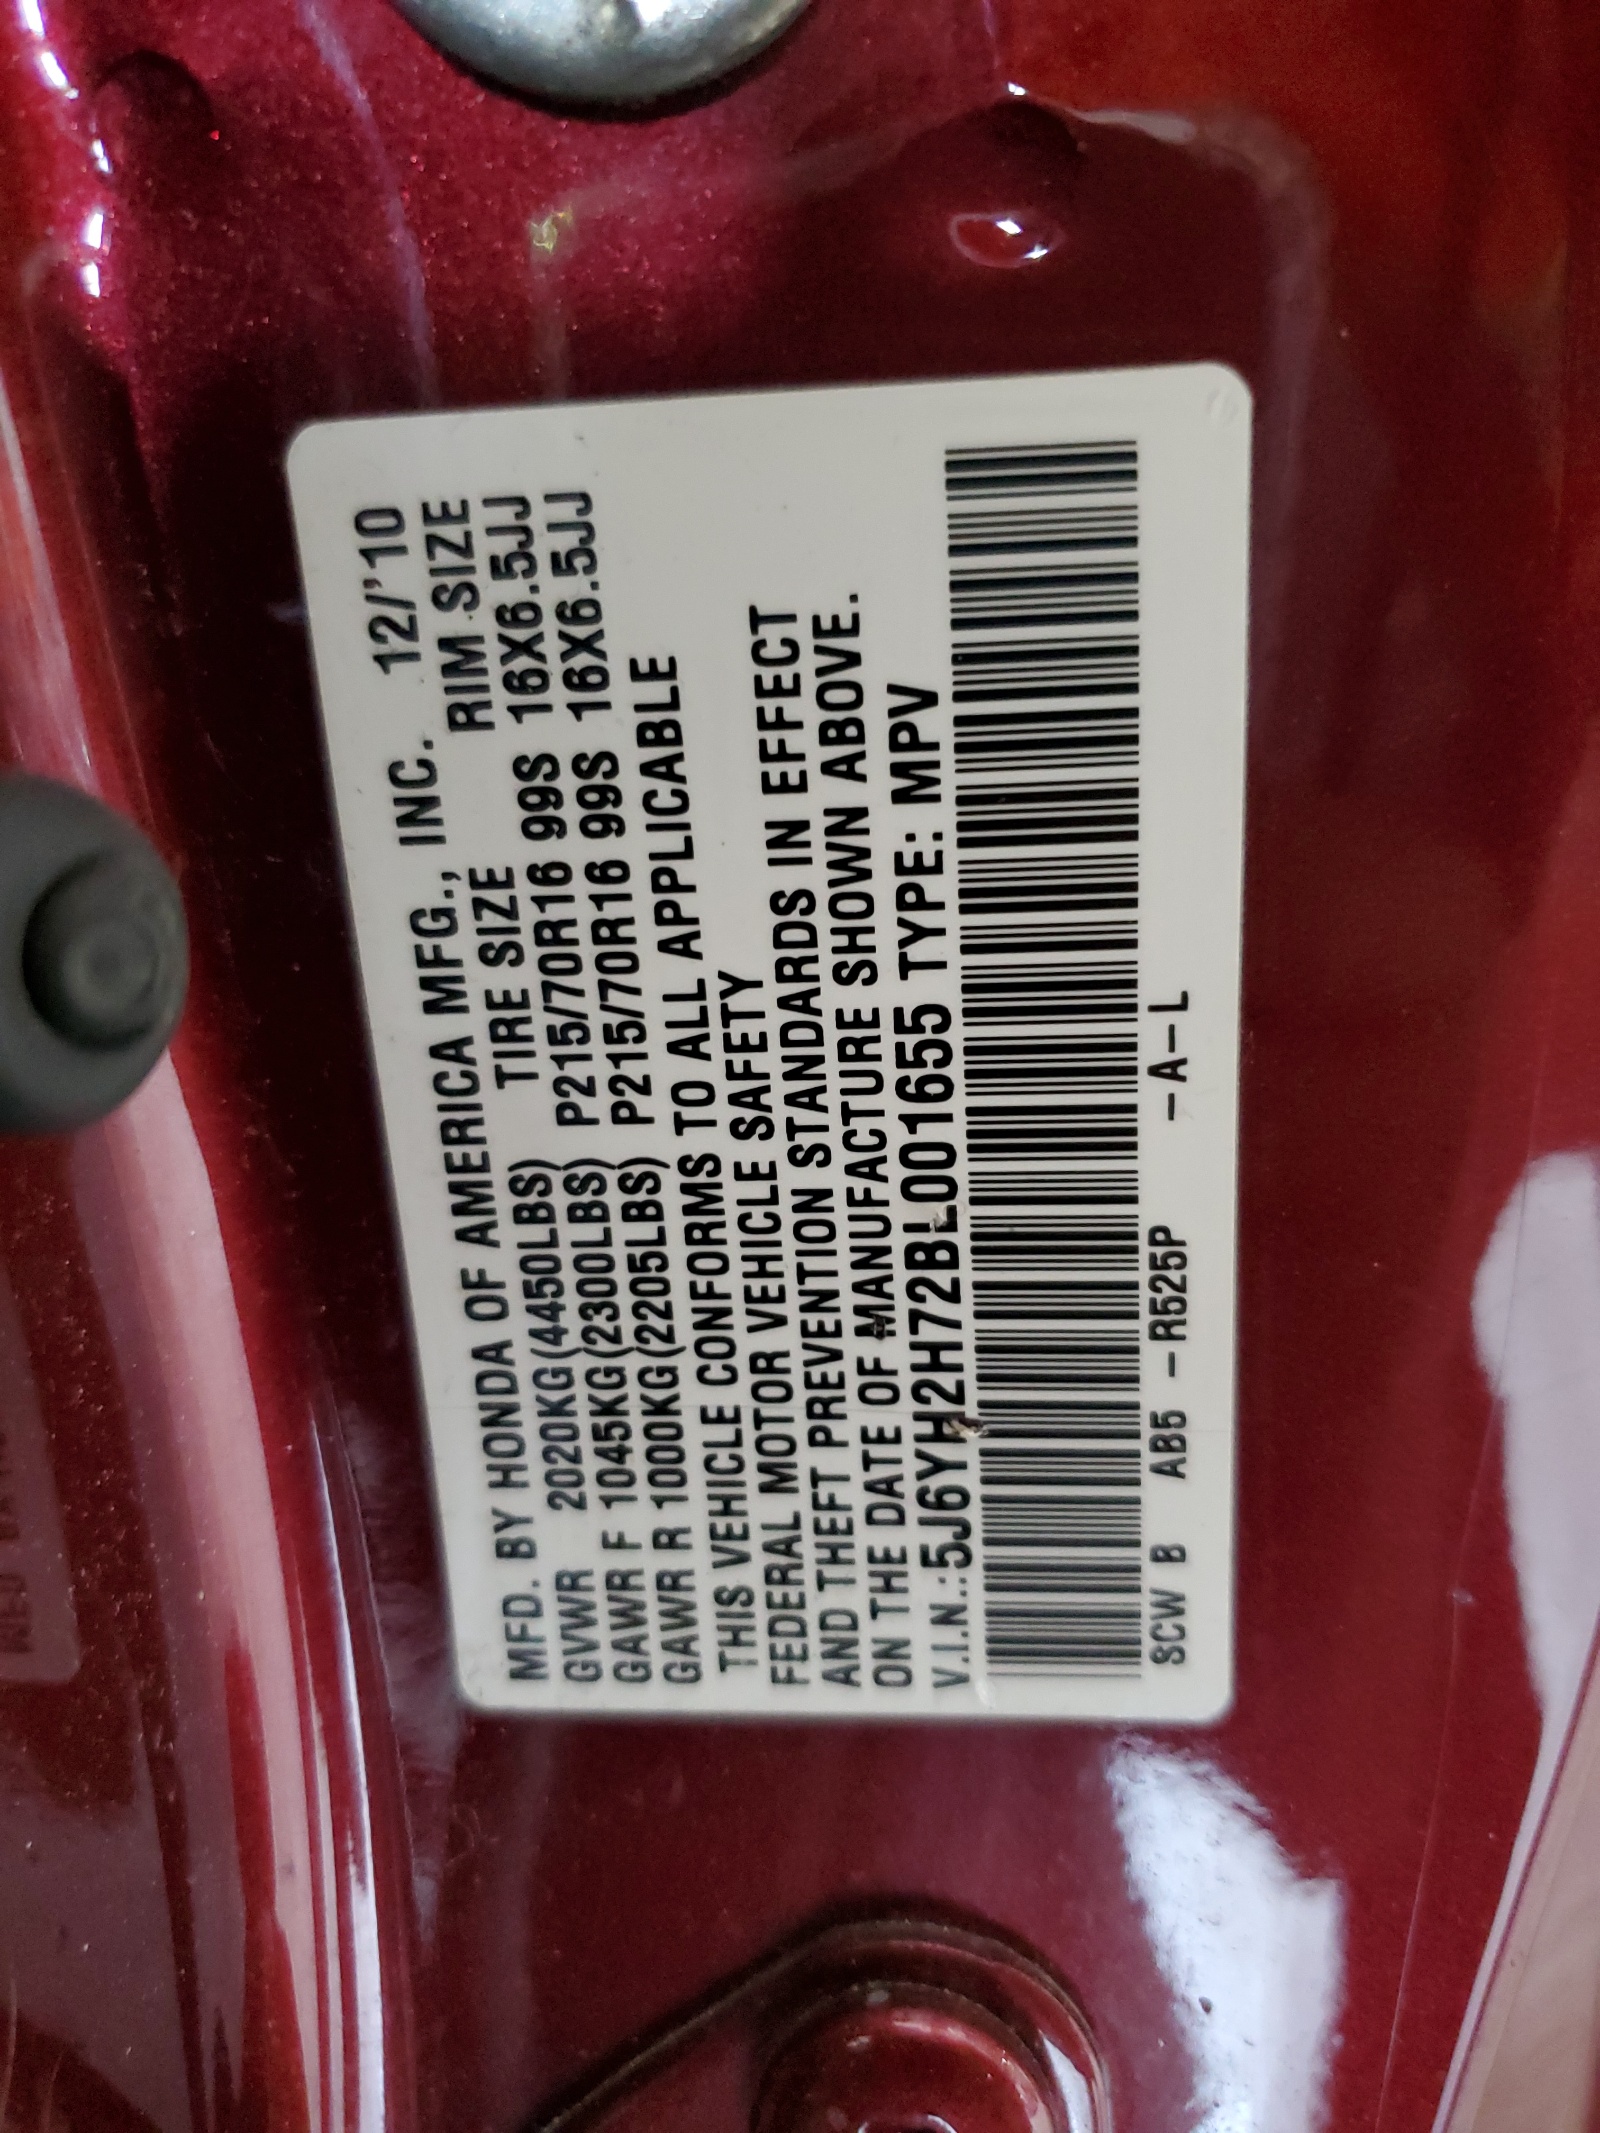 MFD. BY HONDA OF AMERICA MFG., INC. 12/'10
GVWR 2020KG(4450LBS) TIRE SIZE RIM SIZE
GAWR F 1045KG(2300LBS) P215/70R16 99S 16X6.5JJ
GAWR R 1000KG(2205LBS) P215/70R16 99S 16X6.5JJ
THIS VEHICLE CONFORMS TO ALL APPLICABLE
FEDERAL MOTOR VEHICLE SAFETY
AND THEFT PREVENTION STANDARDS IN EFFECT
ON THE DATE OF MANUFACTURE SHOWN ABOVE.
V.I.N.:5J6YH2H72BL001655 TYPE: MPV
SCW B AB5 -R525P -A-L